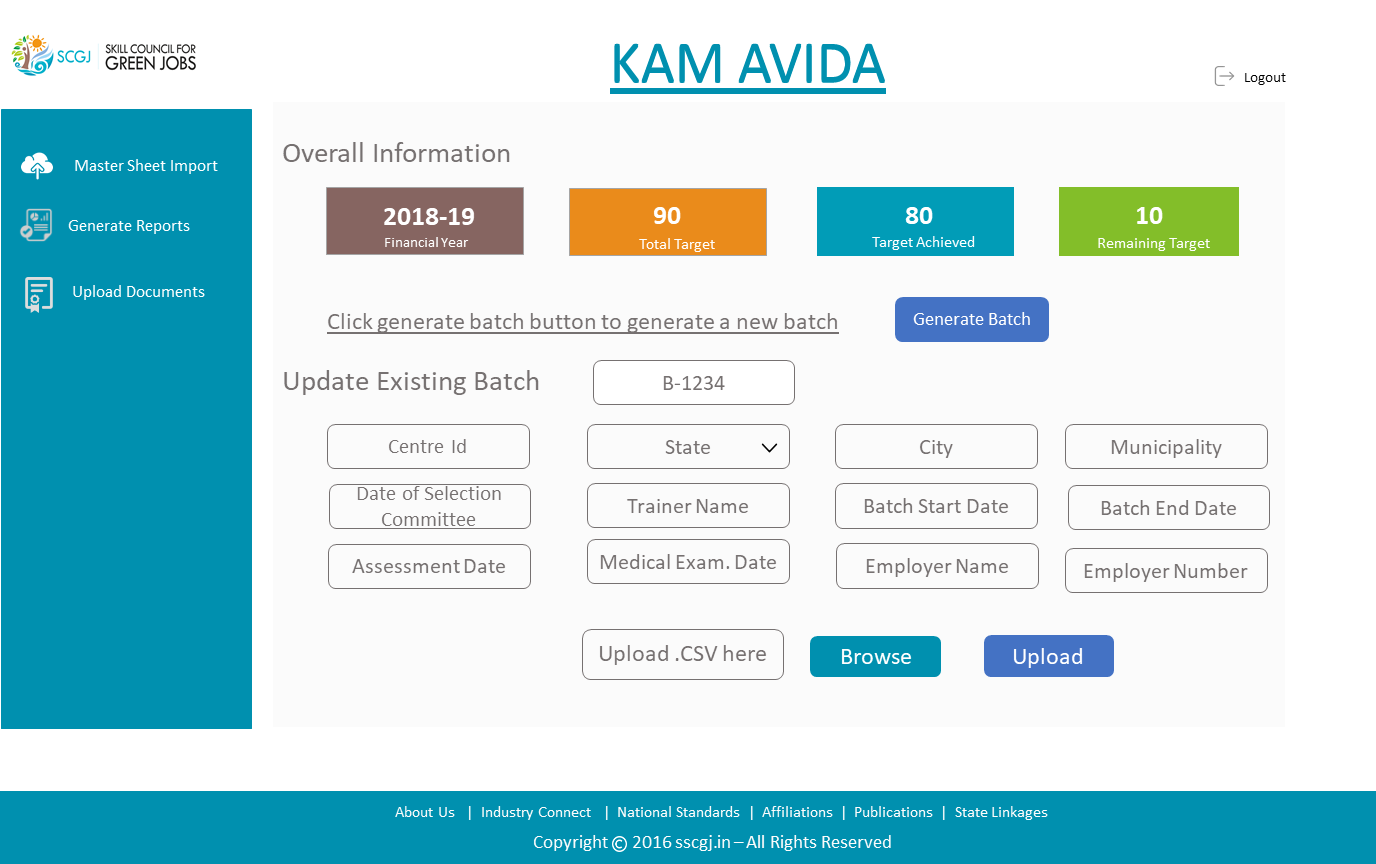 SCGJ
SKILL COUNCIL FOR
GREEN JOBS
KAM AVIDA
Logout
Master Sheet Import
Generate Reports
Upload Documents
Overall Information
2018-19
Financial Year
90
Total Target
80
Target Achieved
10
Remaining Target
Click generate batch button to generate a new batch
Generate Batch
Update Existing Batch
B-1234
Centre Id
State
City
Municipality
Date of Selection
Committee
Trainer Name
Batch Start Date
Batch End Date
Assessment Date
Medical Exam. Date
Employer Name
Employer Number
Upload .CSV here
Browse
Upload
About Us | Industry Connect | National Standards | Affiliations | Publications | State Linkages
Copyright © 2016 sscgj.in – All Rights Reserved